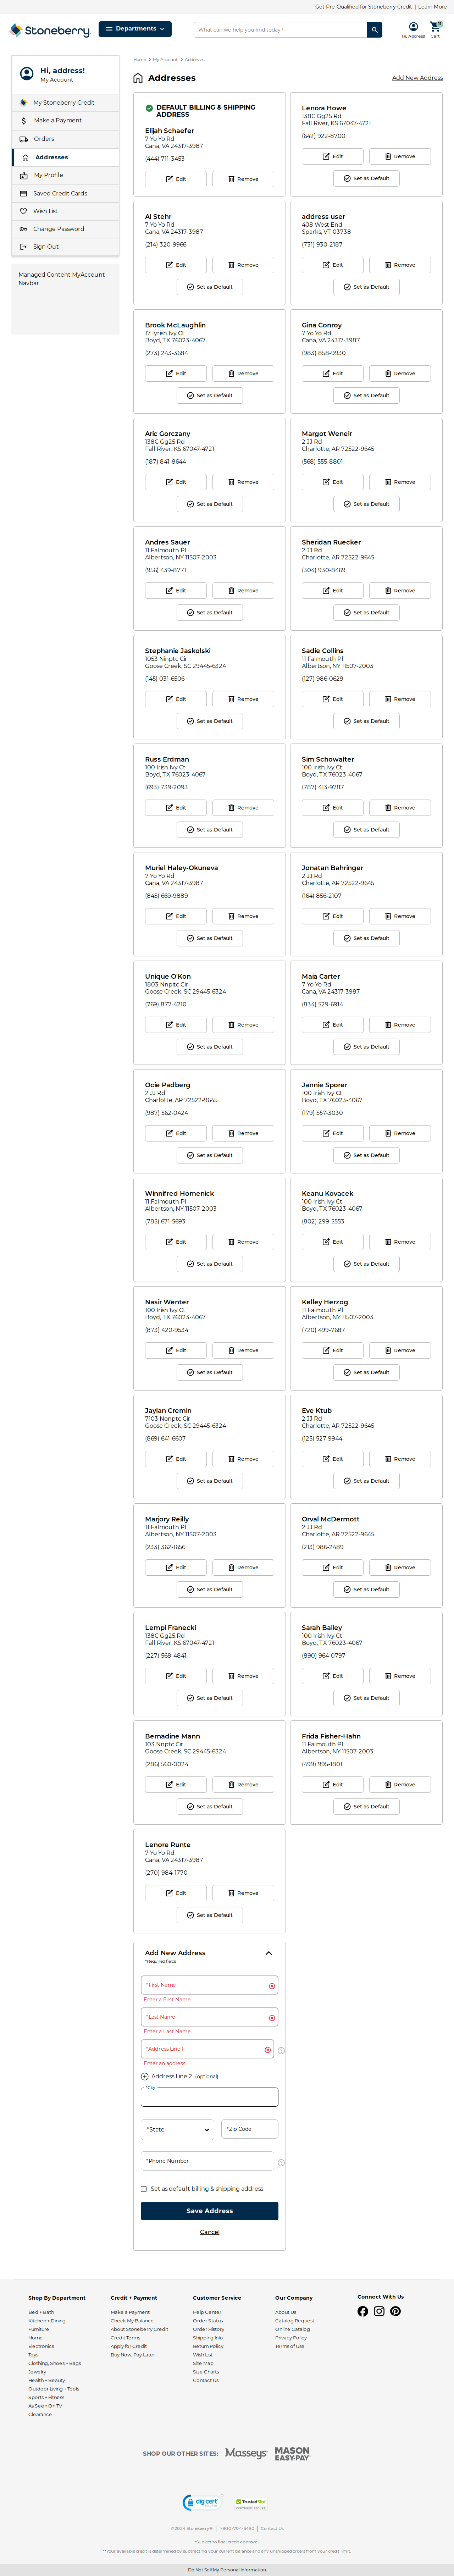 Get Pre-Qualified for Stoneberry Credit | Learn More
Stoneberry
Departments
What can we help you find today?
Hi, Address!
Cart
Home > My Account > Addresses
Hi, address!
My Account
My Stoneberry Credit
Make a Payment
Orders
Addresses
My Profile
Saved Credit Cards
Wish List
Change Password
Sign Out
Managed Content MyAccount
Navbar
Addresses
Add New Address
DEFAULT BILLING & SHIPPING
ADDRESS
Elijah Schaefer
7 Yo Yo Rd
Cana, VA 24317-3987
(444) 711-3453
Edit
Remove
Lenora Howe
138C Gg25 Rd
Fall River, KS 67047-4721
(642) 922-8700
Edit
Remove
Set as Default
Al Stehr
7 Yo Yo Rd
Cana, VA 24317-3987
(214) 320-9966
Edit
Remove
Set as Default
address user
408 West End
Sparks, VT 03738
(731) 930-2187
Edit
Remove
Set as Default
Brook McLaughlin
17 Iyrish Ivy Ct
Boyd, TX 76023-4067
(273) 243-3684
Edit
Remove
Set as Default
Gina Conroy
7 Yo Yo Rd
Cana, VA 24317-3987
(983) 858-9930
Edit
Remove
Set as Default
Aric Gorczany
138C Gg25 Rd
Fall River, KS 67047-4721
(187) 841-8644
Edit
Remove
Set as Default
Margot Weneir
2 JJ Rd
Charlotte, AR 72522-9645
(568) 555-8801
Edit
Remove
Set as Default
Andres Sauer
11 Falmouth Pl
Albertson, NY 11507-2003
(956) 439-8771
Edit
Remove
Set as Default
Sheridan Ruecker
2 JJ Rd
Charlotte, AR 72522-9645
(304) 930-8469
Edit
Remove
Set as Default
Stephanie Jaskolski
1053 Ninptc Cir
Goose Creek, SC 29445-6324
(145) 031-6506
Edit
Remove
Set as Default
Sadie Collins
11 Falmouth Pl
Albertson, NY 11507-2003
(127) 986-0629
Edit
Remove
Set as Default
Russ Erdman
100 Irish Ivy Ct
Boyd, TX 76023-4067
(693) 739-2093
Edit
Remove
Set as Default
Sim Schowalter
100 Irish Ivy Ct
Boyd, TX 76023-4067
(787) 413-9787
Edit
Remove
Set as Default
Muriel Haley-Okuneva
7 Yo Yo Rd
Cana, VA 24317-3987
(845) 669-9889
Edit
Remove
Set as Default
Jonatan Bahringer
2 JJ Rd
Charlotte, AR 72522-9645
(164) 856-2107
Edit
Remove
Set as Default
Unique O'Kon
1803 Nnpitc Cir
Goose Creek, SC 29445-6324
(769) 877-4210
Edit
Remove
Set as Default
Maia Carter
7 Yo Yo Rd
Cana, VA 24317-3987
(834) 529-6914
Edit
Remove
Set as Default
Ocie Padberg
2 JJ Rd
Charlotte, AR 72522-9645
(987) 562-0424
Edit
Remove
Set as Default
Jannie Sporer
100 Irish Ivy Ct
Boyd, TX 76023-4067
(179) 557-3030
Edit
Remove
Set as Default
Winnifred Homenick
11 Falmouth Pl
Albertson, NY 11507-2003
(785) 671-5693
Edit
Remove
Set as Default
Keanu Kovacek
100 Irish Ivy Ct
Boyd, TX 76023-4067
(802) 299-5553
Edit
Remove
Set as Default
Nasir Wenter
100 Irish Ivy Ct
Boyd, TX 76023-4067
(873) 420-9534
Edit
Remove
Set as Default
Kelley Herzog
11 Falmouth Pl
Albertson, NY 11507-2003
(720) 499-7687
Edit
Remove
Set as Default
Jaylan Cremin
7103 Nonptc Cir
Goose Creek, SC 29445-6324
(869) 641-6607
Edit
Remove
Set as Default
Eve Ktub
2 JJ Rd
Charlotte, AR 72522-9645
(125) 527-9944
Edit
Remove
Set as Default
Marjory Reilly
11 Falmouth Pl
Albertson, NY 11507-2003
(233) 362-1656
Edit
Remove
Set as Default
Orval McDermott
2 JJ Rd
Charlotte, AR 72522-9645
(213) 986-2489
Edit
Remove
Set as Default
Lempi Franecki
138C Gg25 Rd
Fall River, KS 67047-4721
(227) 568-4841
Edit
Remove
Set as Default
Sarah Bailey
100 Irish Ivy Ct
Boyd, TX 76023-4067
(890) 964-0797
Edit
Remove
Set as Default
Bernadine Mann
103 Nnptc Cir
Goose Creek, SC 29445-6324
(286) 560-0024
Edit
Remove
Set as Default
Frida Fisher-Hahn
11 Falmouth Pl
Albertson, NY 11507-2003
(499) 995-1801
Edit
Remove
Set as Default
Lenore Runte
7 Yo Yo Rd
Cana, VA 24317-3987
(270) 984-1770
Edit
Remove
Set as Default
Add New Address
*Required fields
*First Name
Enter a First Name.
*Last Name
Enter a Last Name.
*Address Line 1
Enter an address
Address Line 2 (optional)
*City
*State
*Zip Code
*Phone Number
Set as default billing & shipping address
Save Address
Cancel
Shop By Department
Bed + Bath
Kitchen + Dining
Furniture
Home
Electronics
Toys
Clothing, Shoes + Bags
Jewelry
Health + Beauty
Outdoor Living + Tools
Sports + Fitness
As Seen On TV
Clearance
Credit + Payment
Make a Payment
Check My Balance
About Stoneberry Credit
Credit Terms
Apply for Credit
Buy Now, Pay Later
Customer Service
Help Center
Order Status
Order History
Shipping Info
Return Policy
Wish List
Site Map
Size Charts
Contact Us
Our Company
About Us
Catalog Request
Online Catalog
Privacy Policy
Terms of Use
Connect With Us
SHOP OUR OTHER SITES:
Masseys
MASON
EASY-PAY
digicert
TrustedSite
CERTIFIED SECURE
©2024 Stoneberry® | 1-800-704-5480 | Contact Us
*Subject to final credit approval.
**Your available credit is determined by subtracting your current balance and any unshipped orders from your credit limit.
Do Not Sell My Personal Information